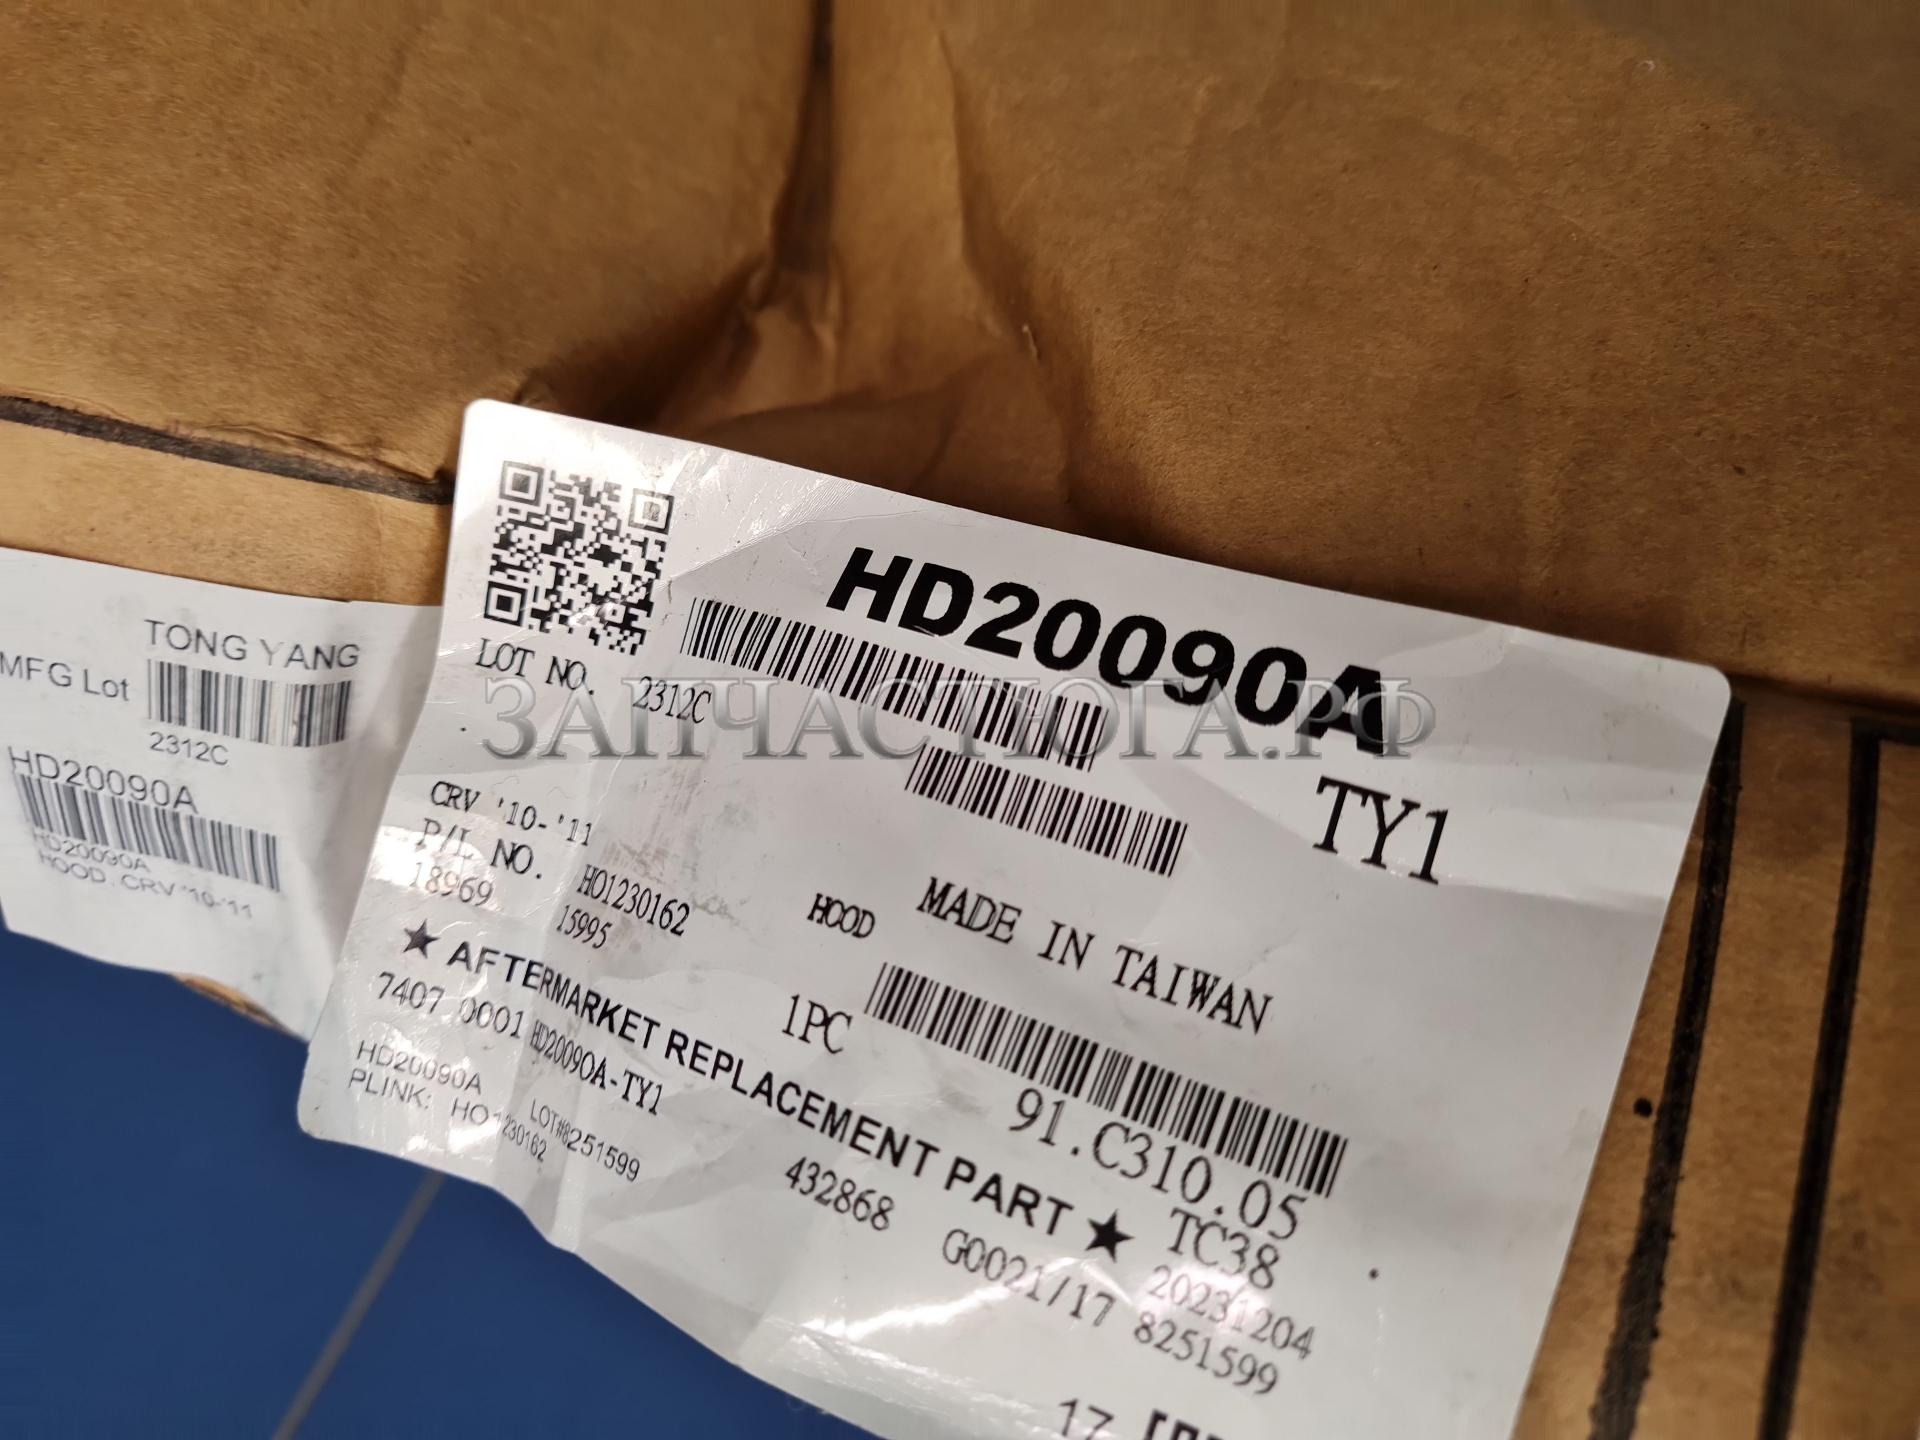 TONG YANG
MFG Lot
2312C
HD20090A
HD20090A
HOOD. CRV '10-'11
HD20090A
LOT NO. 2312C
ЗАПЧАСТЮГА.РФ
TY1
CRV '10-'11
P/L NO. HO1230162
18969 15995
HOOD
MADE IN TAIWAN
1PC
91.C310.05
★ AFTERMARKET REPLACEMENT PART ★ TC38
7407 0001 HD20090A-TY1
20231204
HD20090A LOT#8251599
PLINK: HO1230162
432868 G0021/17 8251599
17